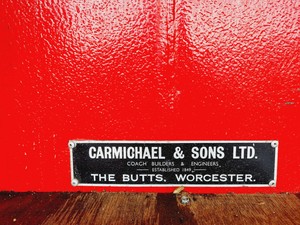 CARMICHAEL & SONS LTD.
COACH BUILDERS & ENGINEERS
ESTABLISHED 1849
THE BUTTS. WORCESTER.